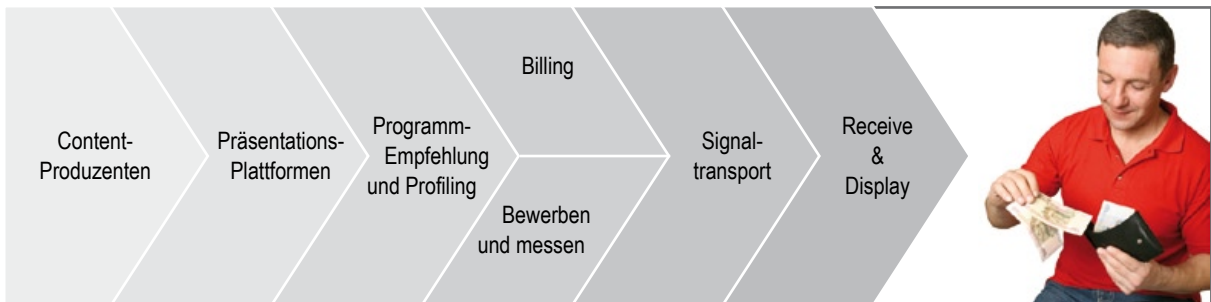 Content-
Produzenten
Präsentations-
Plattformen
Programm-
Empfehlung
und Profiling
Billing
Bewerben
und messen
Signal-
transport
Receive
&
Display